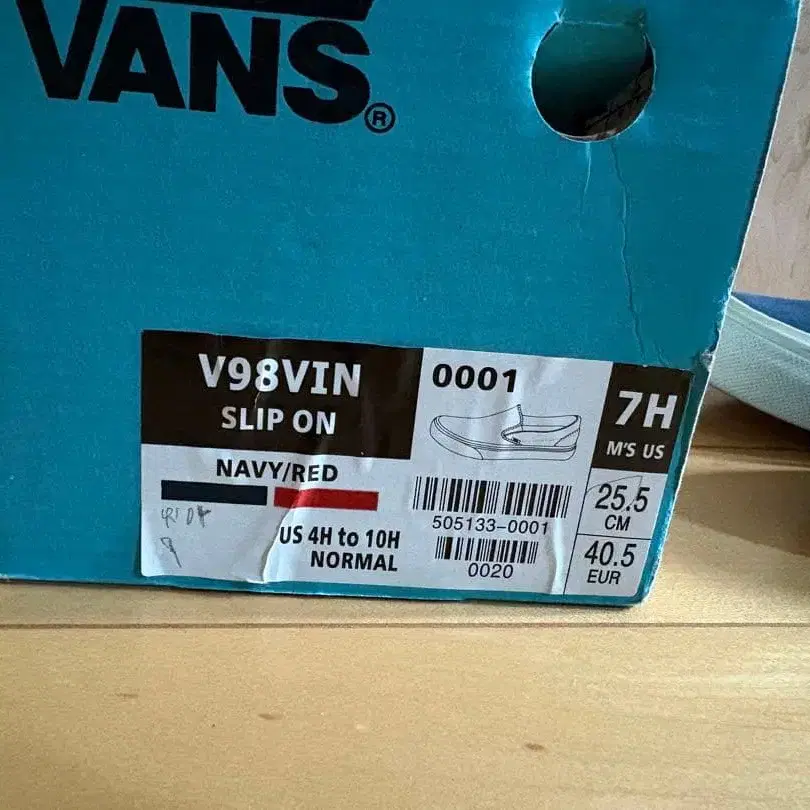 VANS®
V98VIN
SLIP ON
NAVY/RED
US 4H to 10H
NORMAL
0001
505133-0001
0020
7H
M'S US
25.5
CM
40.5
EUR